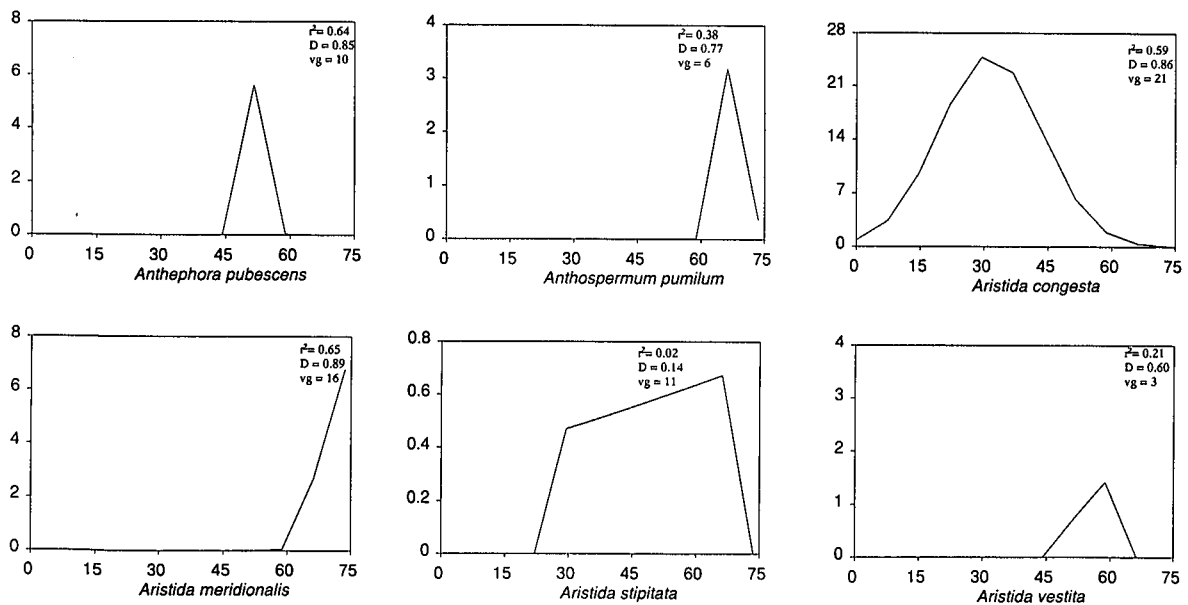 8
6
4
2
0
r²= 0.64
D = 0.85
vg = 10
0 15 30 45 60 75
Anthephora pubescens
4
3
2
1
0
r²= 0.38
D = 0.77
vg = 6
0 15 30 45 60 75
Anthospermum pumilum
28
21
14
7
0
r²= 0.59
D = 0.86
vg = 21
0 15 30 45 60 75
Aristida congesta
8
6
4
2
0
r²= 0.65
D = 0.89
vg = 16
0 15 30 45 60 75
Aristida meridionalis
0.8
0.6
0.4
0.2
0
r²= 0.02
D = 0.14
vg = 11
0 15 30 45 60 75
Aristida stipitata
4
3
2
1
0
r²= 0.21
D = 0.60
vg = 3
0 15 30 45 60 75
Aristida vestita